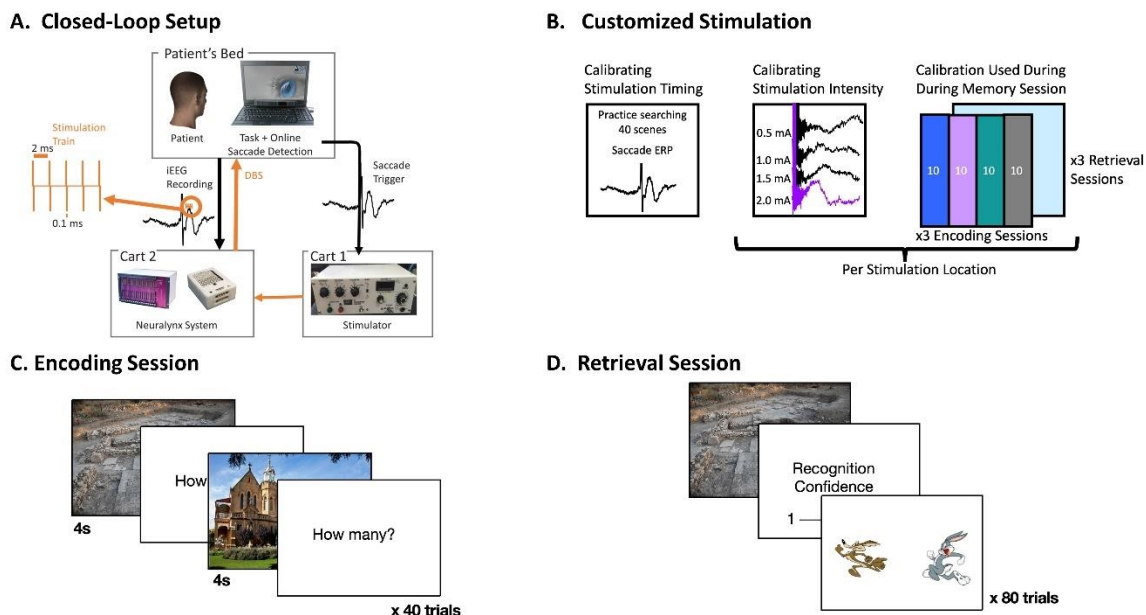 A. Closed-Loop Setup
Patient's Bed
Patient
Task + Online
Saccade Detection
Stimulation
Train
2 ms
0.1 ms
iEEG
Recording
DBS
Saccade
Trigger
Cart 2
Neuralynx System
Cart 1
Stimulator
B. Customized Stimulation
Calibrating
Stimulation Timing
Practice searching
40 scenes
Saccade ERP
Calibrating
Stimulation Intensity
0.5 mA
1.0 mA
1.5 mA
2.0 mA
Calibration Used During
During Memory Session
10 10 10 10
x3 Retrieval
Sessions
x3 Encoding Sessions
Per Stimulation Location
C. Encoding Session
4s
How
4s
How many?
x 40 trials
D. Retrieval Session
Recognition
Confidence
1
x 80 trials